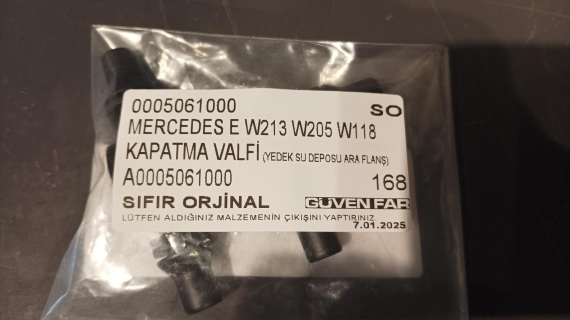 0005061000 SO
MERCEDES E W213 W205 W118
KAPATMA VALFİ (YEDEK SU DEPOSU ARA FLANŞ)
A0005061000 168
SIFIR ORJİNAL GÜVEN FAR
LÜTFEN ALDIĞINIZ MALZEMENİN ÇIKIŞINI YAPTIRINIZ.
7.01.2025